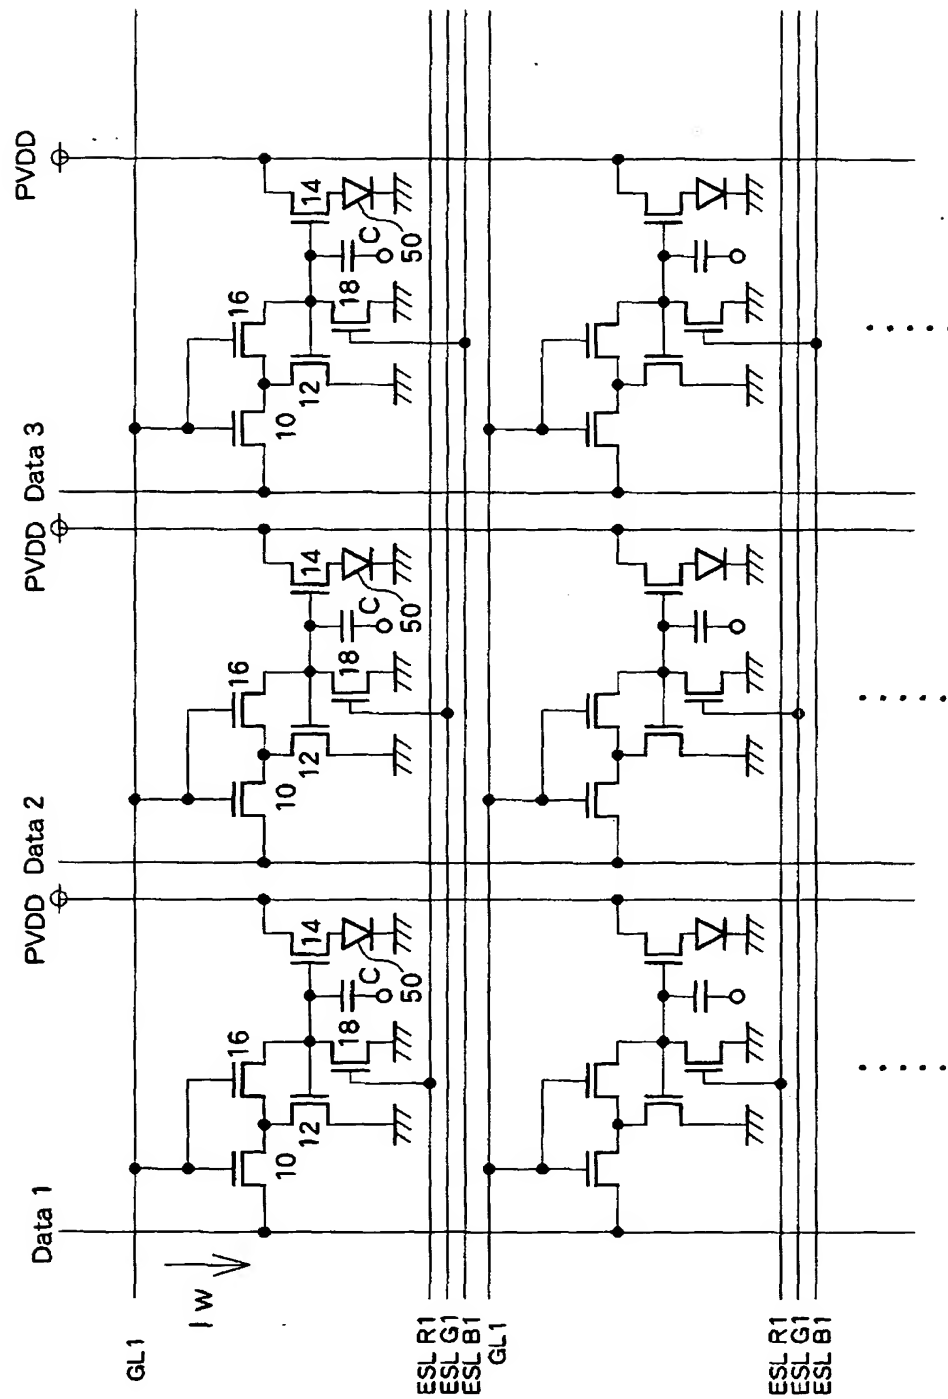 Data 1
PVDD
Data 2
PVDD
Data 3
PVDD
GL1
I W
16
10
12
18
14
C
50
16
10
12
18
14
C
50
16
10
12
18
14
C
50
ESL R1
ESL G1
ESL B1
GL1
ESL R1
ESL G1
ESL B1